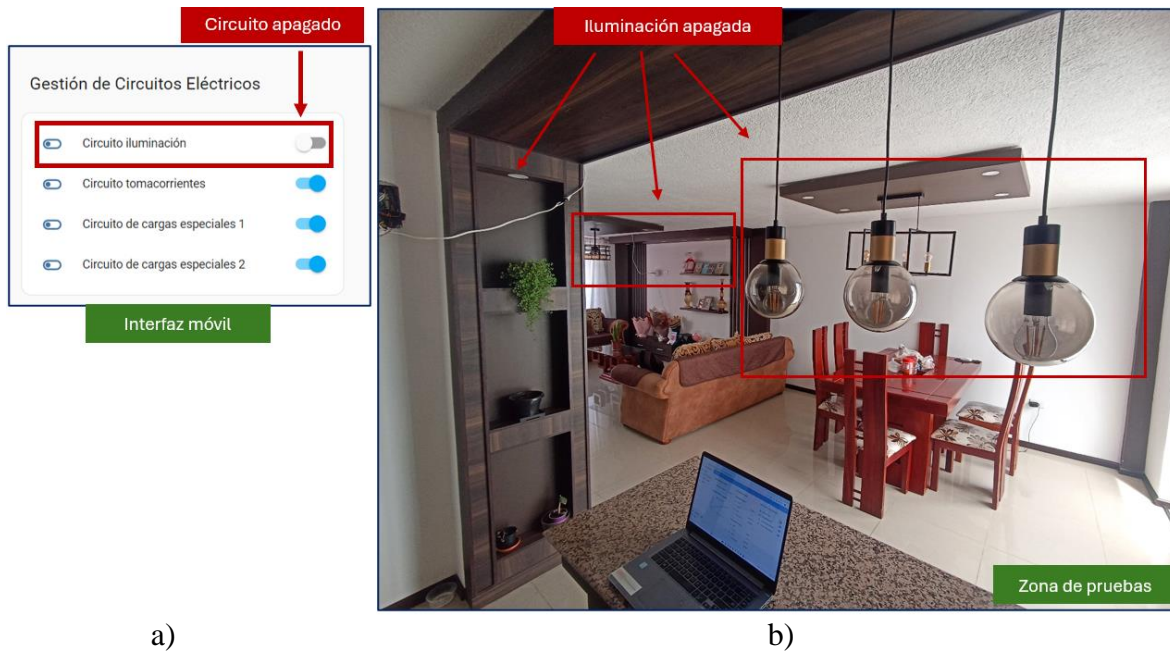 Circuito apagado
Iluminación apagada
Gestión de Circuitos Eléctricos
Circuito iluminación
Circuito tomacorrientes
Circuito de cargas especiales 1
Circuito de cargas especiales 2
Interfaz móvil
Zona de pruebas
a)
b)